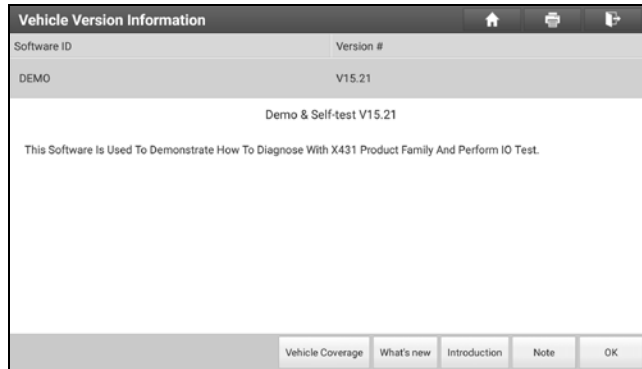 Vehicle Version Information
Software ID Version #
DEMO V15.21
Demo & Self-test V15.21
This Software Is Used To Demonstrate How To Diagnose With X431 Product Family And Perform IO Test.
Vehicle Coverage What's new Introduction Note OK